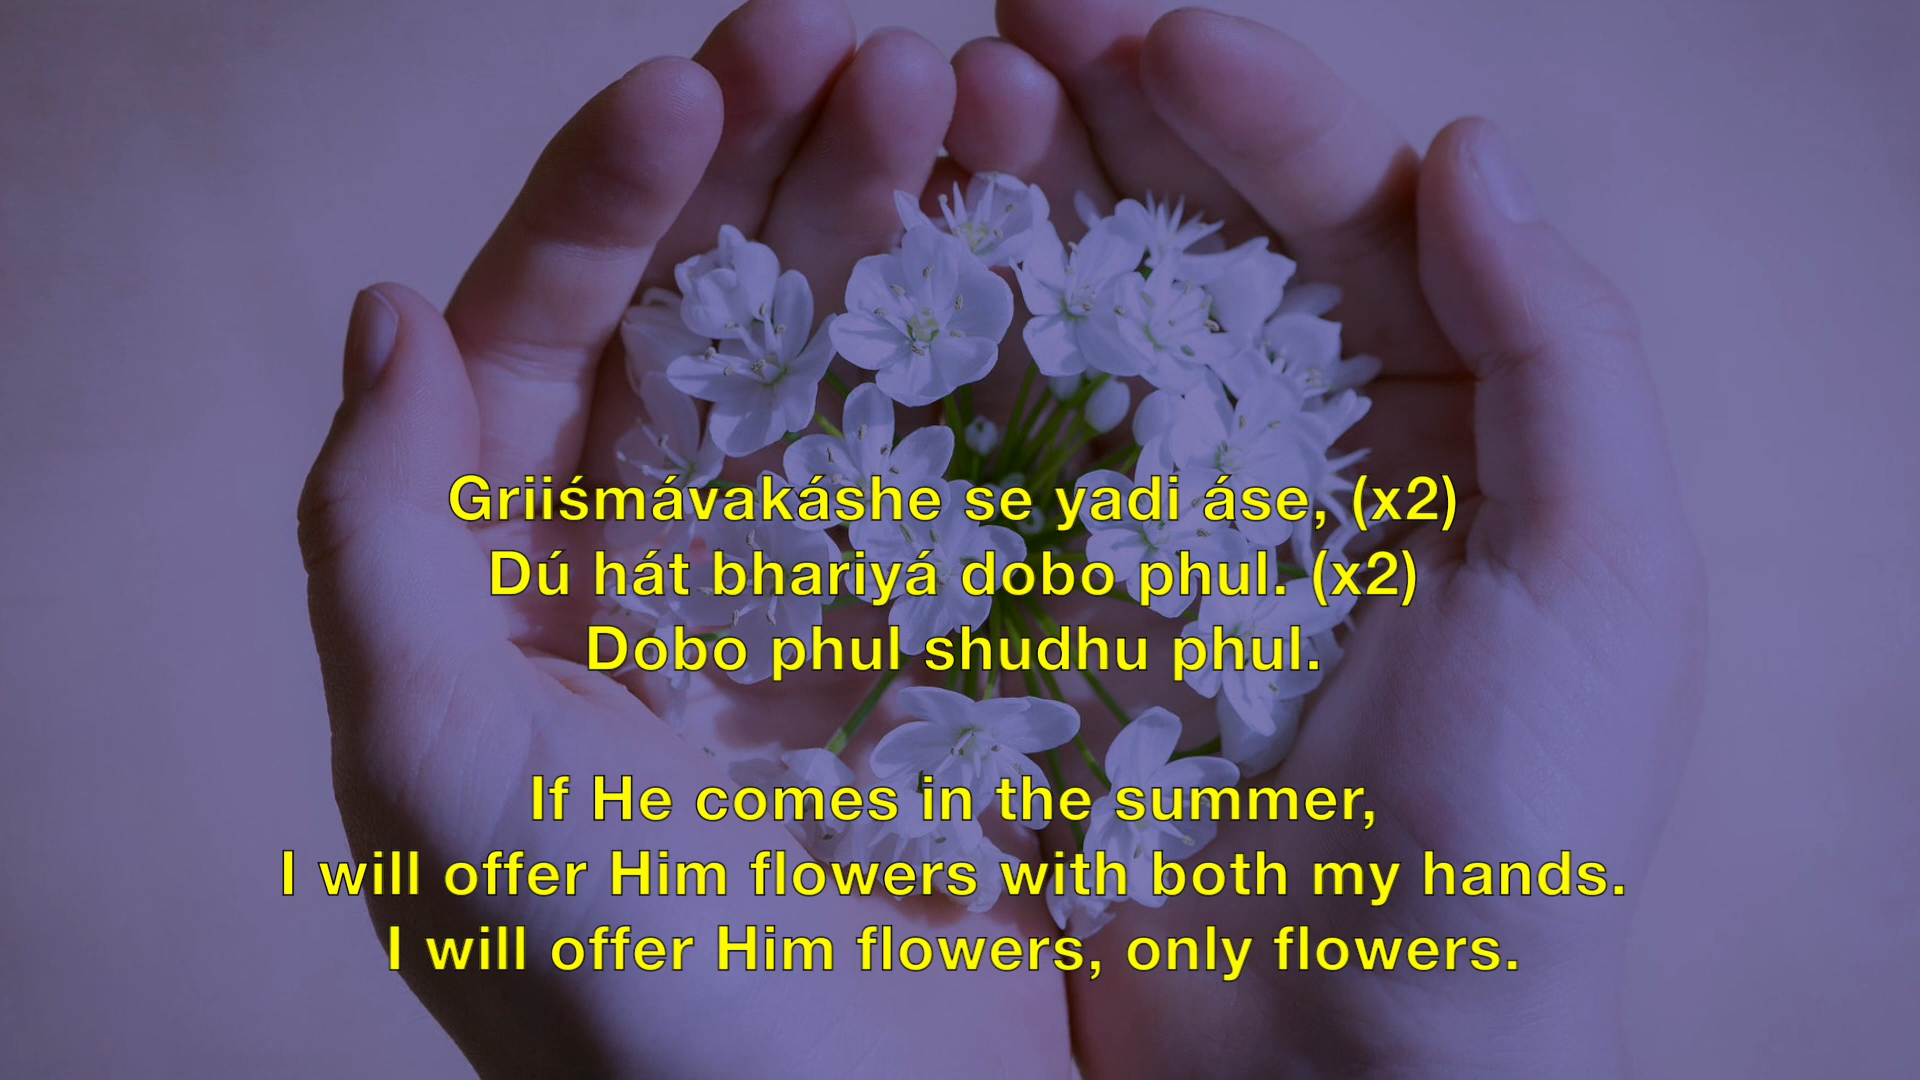 Griiśmávakáshe se yadi áse, (x2)
Dú hát bhariyá dobo phul. (x2)
Dobo phul shudhu phul.
If He comes in the summer,
I will offer Him flowers with both my hands.
I will offer Him flowers, only flowers.